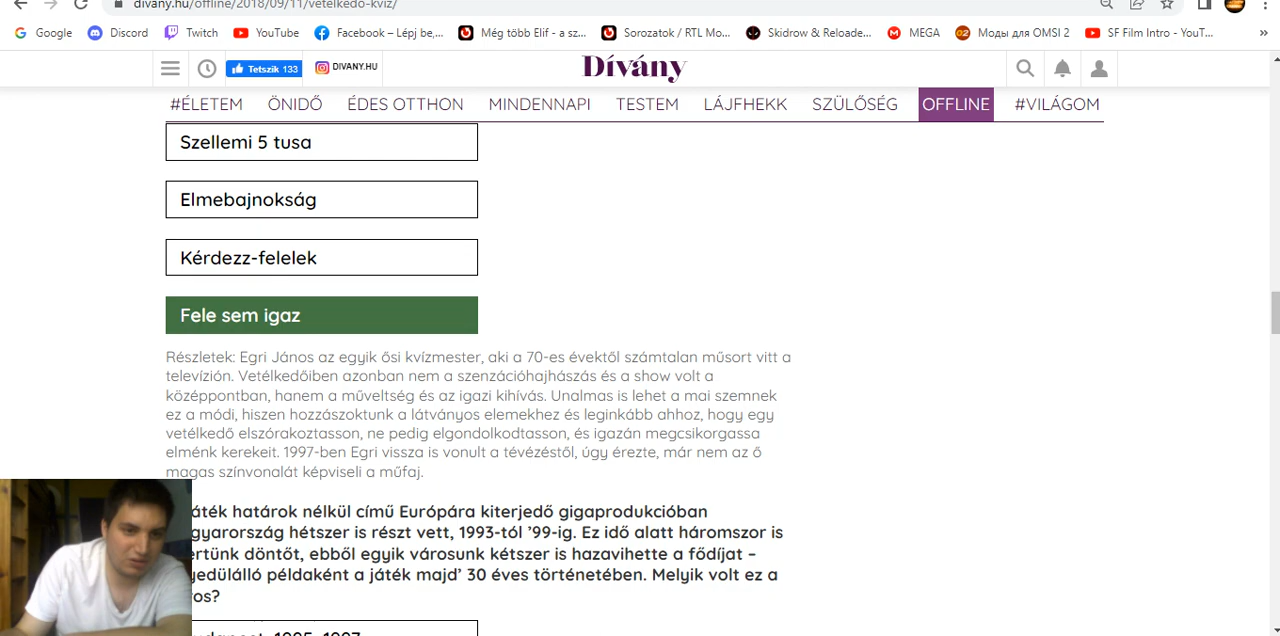 divany.hu/offline/2018/09/11/vetelkedo-kviz/
Google Discord Twitch YouTube Facebook – Lépj be,... Még több Elif - a sz... Sorozatok / RTL Mo... Skidrow & Reloade... MEGA Моды для OMSI 2 SF Film Intro - YouT... »
Tetszik 133 DIVANY.HU Dívány
#ÉLETEM ÖNIDŐ ÉDES OTTHON MINDENNAPI TESTEM LÁJFHEKK SZÜLŐSÉG OFFLINE #VILÁGOM
Szellemi 5 tusa
Elmebajnokság
Kérdezz-felelek
Fele sem igaz
Részletek: Egri János az egyik ősi kvízmester, aki a 70-es évektől számtalan műsort vitt a
televízión. Vetélkedőiben azonban nem a szenzációhajhászás és a show volt a
középpontban, hanem a műveltség és az igazi kihívás. Unalmas is lehet a mai szemnek
ez a módi, hiszen hozzászoktunk a látványos elemekhez és leginkább ahhoz, hogy egy
vetélkedő elszórakoztasson, ne pedig elgondolkodtasson, és igazán megcsikorgassa
elménk kerekeit. 1997-ben Egri vissza is vonult a tévézéstől, úgy érezte, már nem az ő
magas színvonalát képviseli a műfaj.
áték határok nélkül című Európára kiterjedő gigaprodukcióban
gyarország hétszer is részt vett, 1993-tól ’99-ig. Ez idő alatt háromszor is
ertünk döntőt, ebből egyik városunk kétszer is hazavihette a fődíjat –
yedülálló példaként a játék majd’ 30 éves történetében. Melyik volt ez a
os?